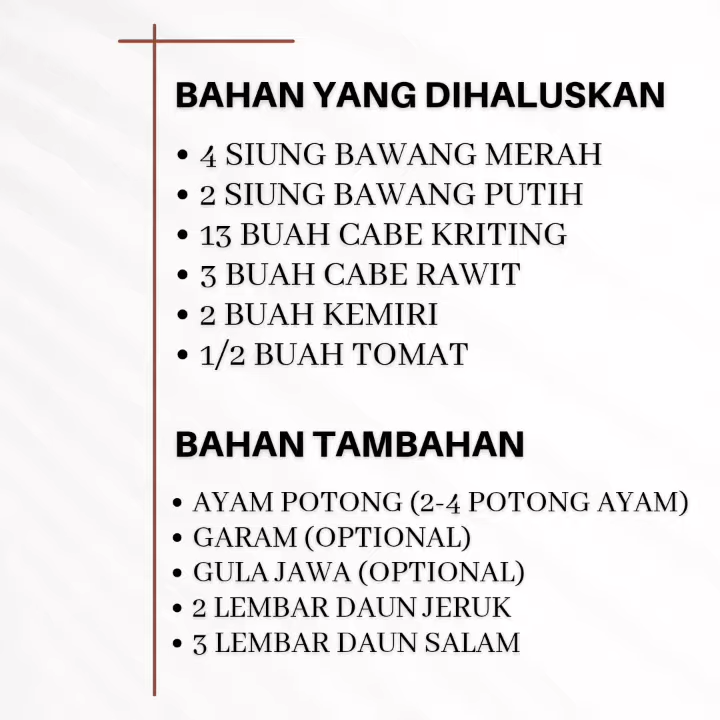 BAHAN YANG DIHALUSKAN
• 4 SIUNG BAWANG MERAH
• 2 SIUNG BAWANG PUTIH
• 13 BUAH CABE KRITING
• 3 BUAH CABE RAWIT
• 2 BUAH KEMIRI
• 1/2 BUAH TOMAT
BAHAN TAMBAHAN
• AYAM POTONG (2-4 POTONG AYAM)
• GARAM (OPTIONAL)
• GULA JAWA (OPTIONAL)
• 2 LEMBAR DAUN JERUK
• 3 LEMBAR DAUN SALAM